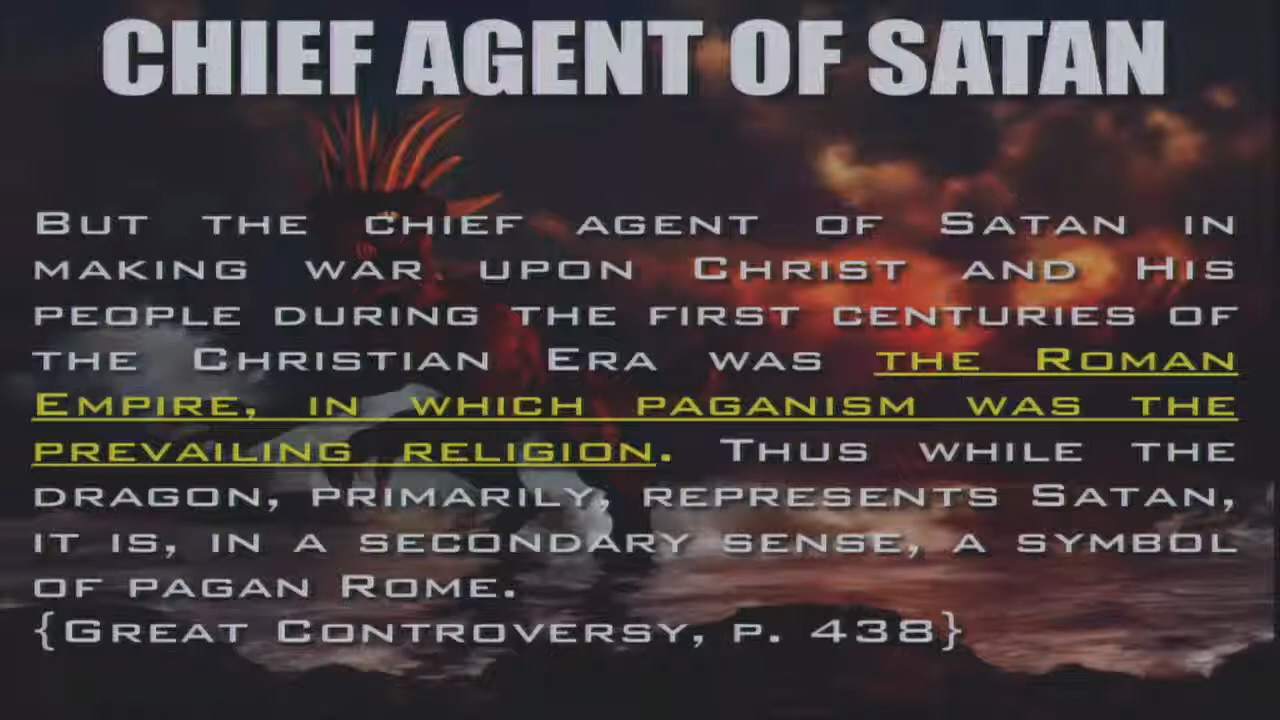 CHIEF AGENT OF SATAN
But the chief agent of Satan in
making war upon Christ and His
people during the first centuries of
the Christian Era was the Roman
Empire, in which paganism was the
prevailing religion. Thus while the
dragon, primarily, represents Satan,
it is, in a secondary sense, a symbol
of pagan Rome.
{Great Controversy, p. 438}